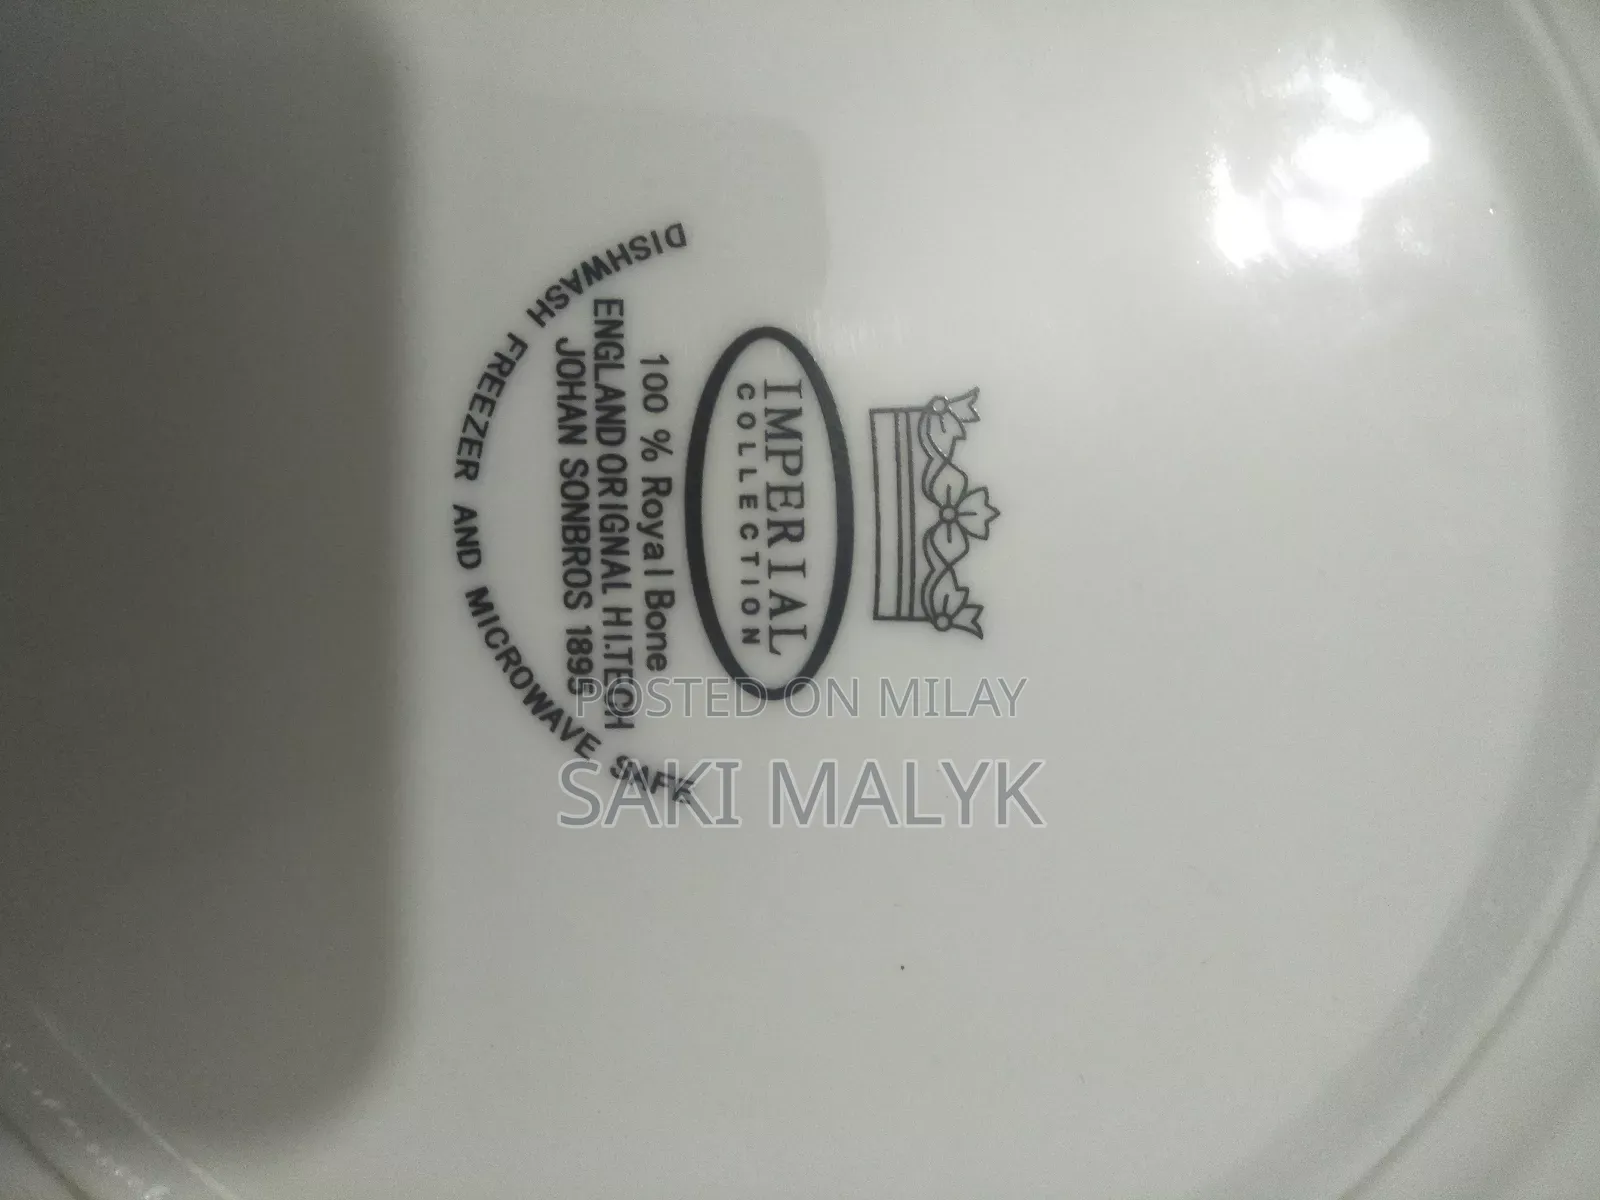 IMPERIAL
COLLECTION
100 % Royal Bone
ENGLAND ORIGNAL HI.TECH
JOHAN SONBROS 1895
DISHWASH FREEZER AND MICROWAVE SAFE
POSTED ON MILAY
SAKI MALYK